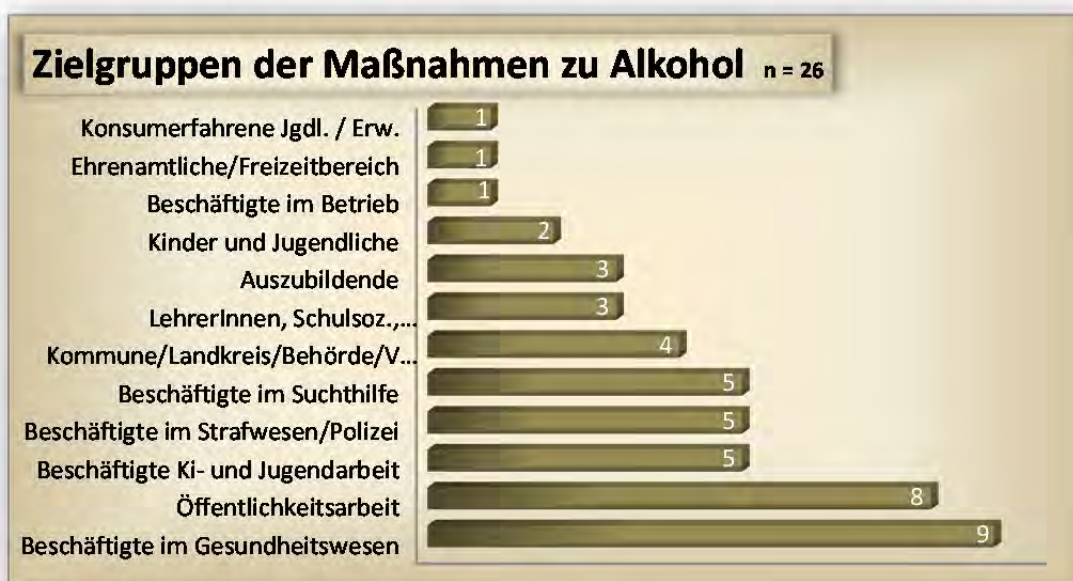 Zielgruppen der Maßnahmen zu Alkohol n = 26
Konsumerfahrene Jgdl. / Erw. 1
Ehrenamtliche/Freizeitbereich 1
Beschäftigte im Betrieb 1
Kinder und Jugendliche 2
Auszubildende 3
LehrerInnen, Schulsoz.,... 3
Kommune/Landkreis/Behörde/V... 4
Beschäftigte im Suchthilfe 5
Beschäftigte im Strafwesen/Polizei 5
Beschäftigte Ki- und Jugendarbeit 5
Öffentlichkeitsarbeit 8
Beschäftigte im Gesundheitswesen 9